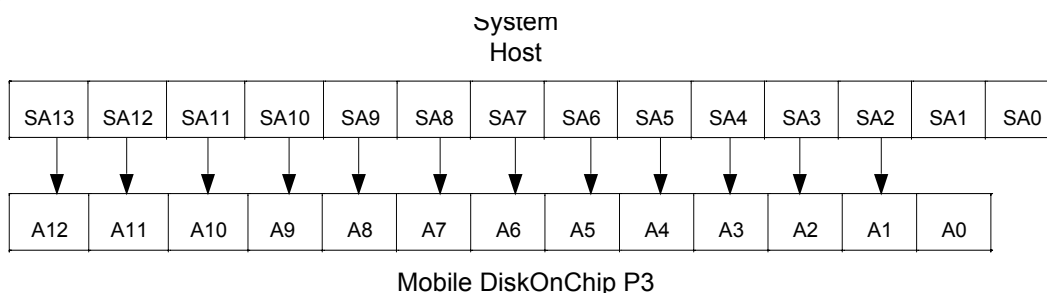 System
Host
SA13 SA12 SA11 SA10 SA9 SA8 SA7 SA6 SA5 SA4 SA3 SA2 SA1 SA0
A12 A11 A10 A9 A8 A7 A6 A5 A4 A3 A2 A1 A0
Mobile DiskOnChip P3